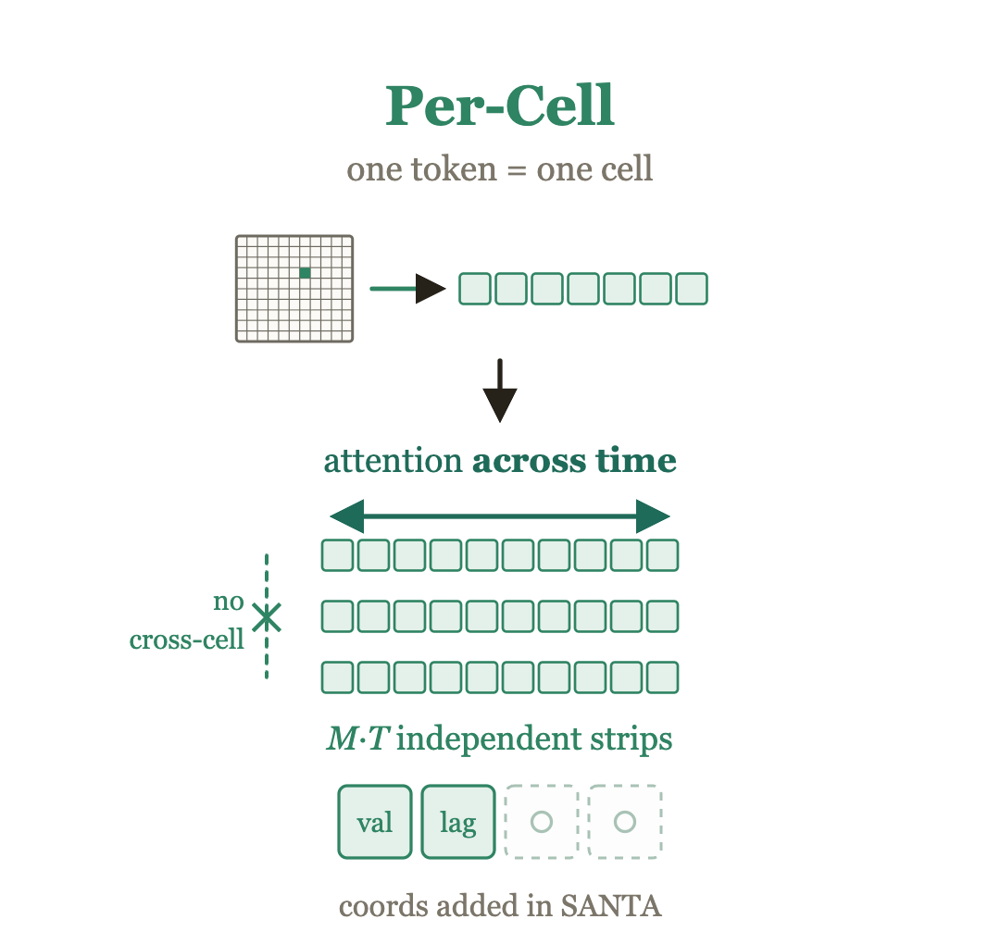 Per-Cell
one token = one cell
attention across time
no
cross-cell
M·T independent strips
val
lag
coords added in SANTA